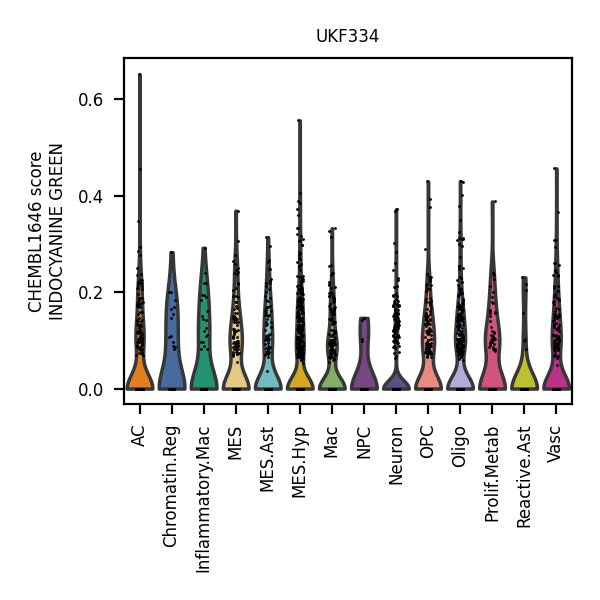 UKF334
CHEMBL1646 score
INDOCYANINE GREEN
0.6
0.4
0.2
0.0
AC
Chromatin.Reg
Inflammatory.Mac
MES
MES.Ast
MES.Hyp
Mac
NPC
Neuron
OPC
Oligo
Prolif.Metab
Reactive.Ast
Vasc